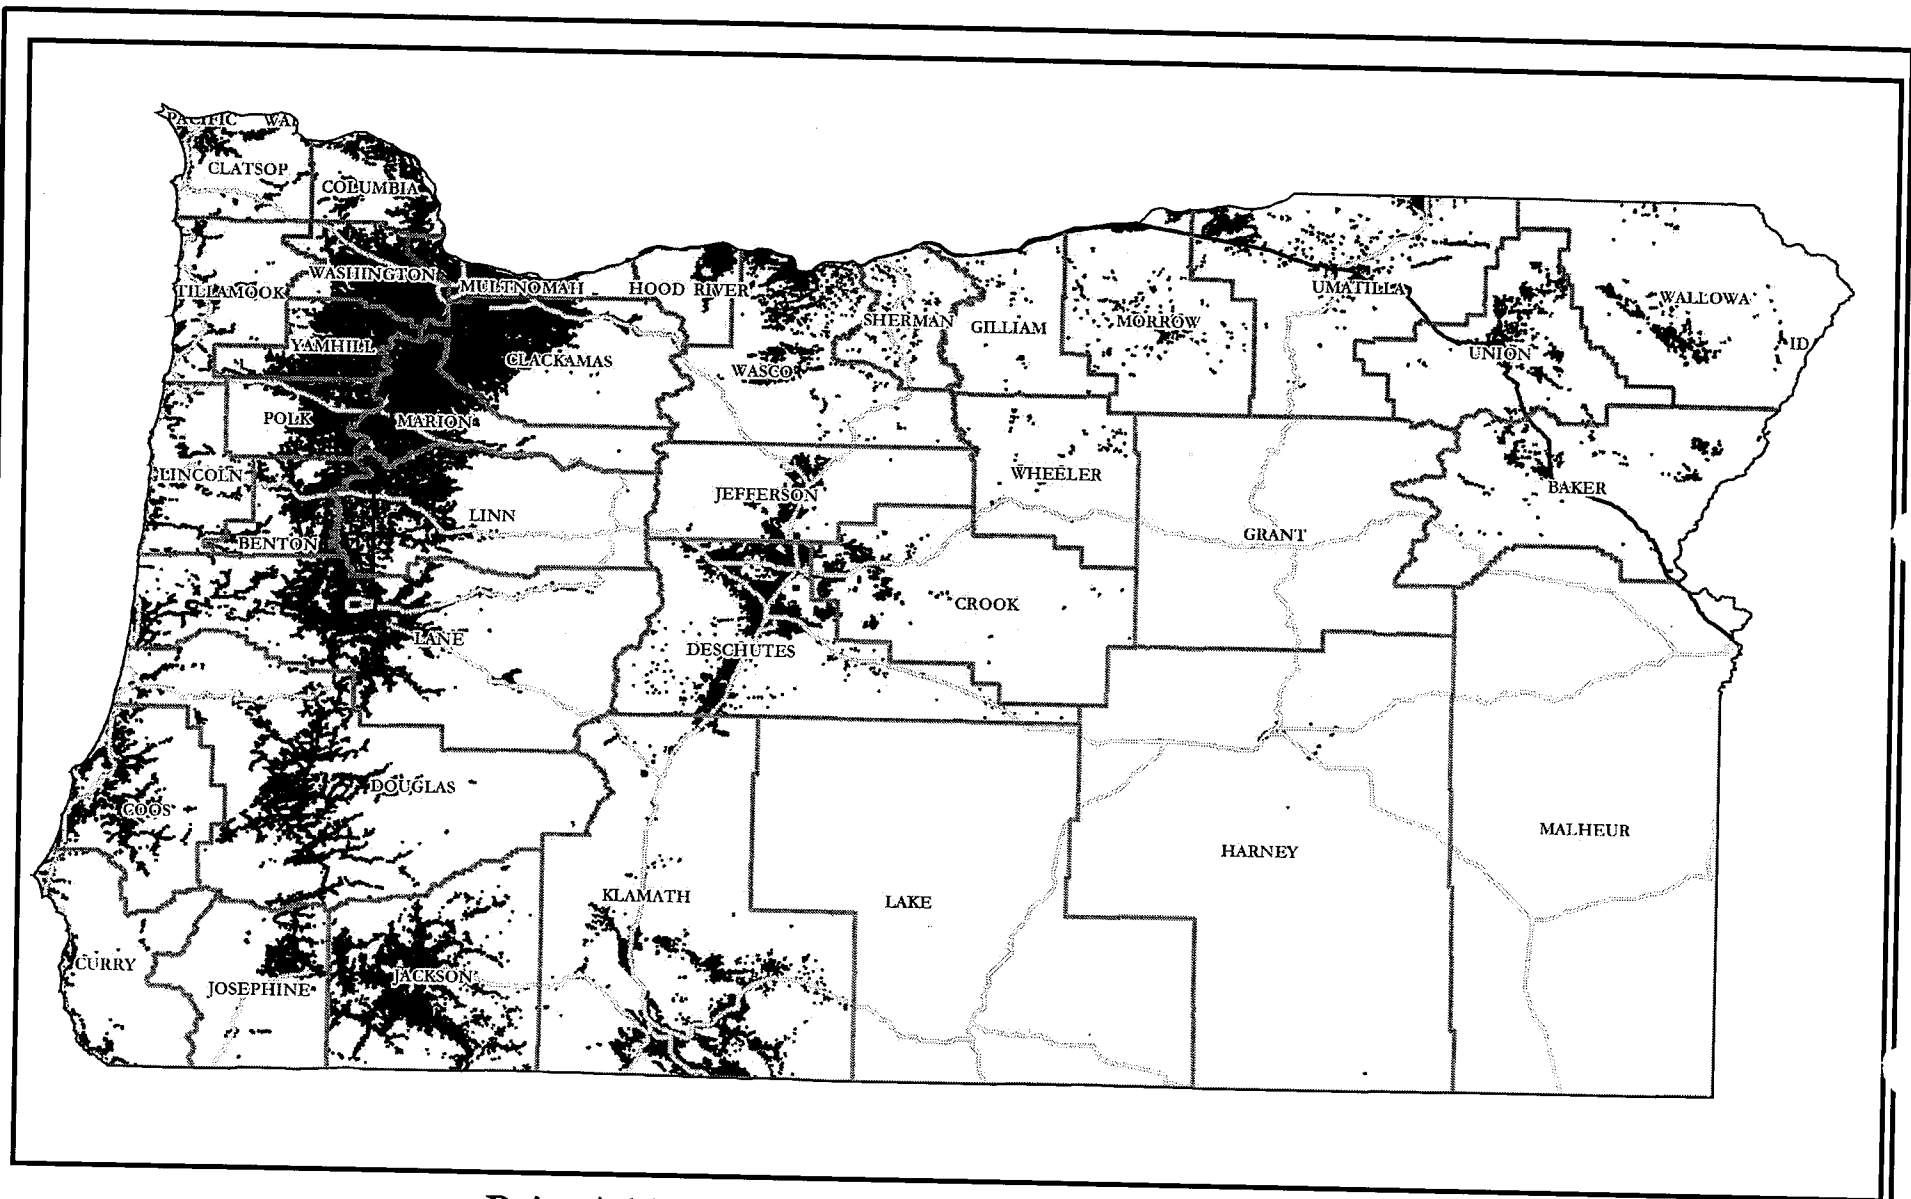 PACIFIC
CLATSOP
COLUMBIA
WASHINGTON
TILLAMOOK
MULTNOMAH
HOOD RIVER
YAMHILL
CLACKAMAS
WASCO
SHERMAN
GILLIAM
MORROW
UMATILLA
UNION
WALLOWA
ID
POLK
MARION
LINCOLN
JEFFERSON
WHEELER
BAKER
LINN
BENTON
GRANT
CROOK
LANE
DESCHUTES
DOUGLAS
COOS
MALHEUR
HARNEY
KLAMATH
LAKE
CURRY
JOSEPHINE
JACKSON